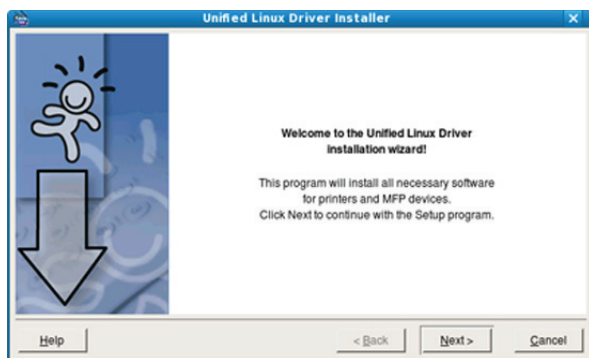 Unified Linux Driver Installer
Welcome to the Unified Linux Driver
installation wizard!
This program will install all necessary software
for printers and MFP devices.
Click Next to continue with the Setup program.
Help
< Back
Next >
Cancel